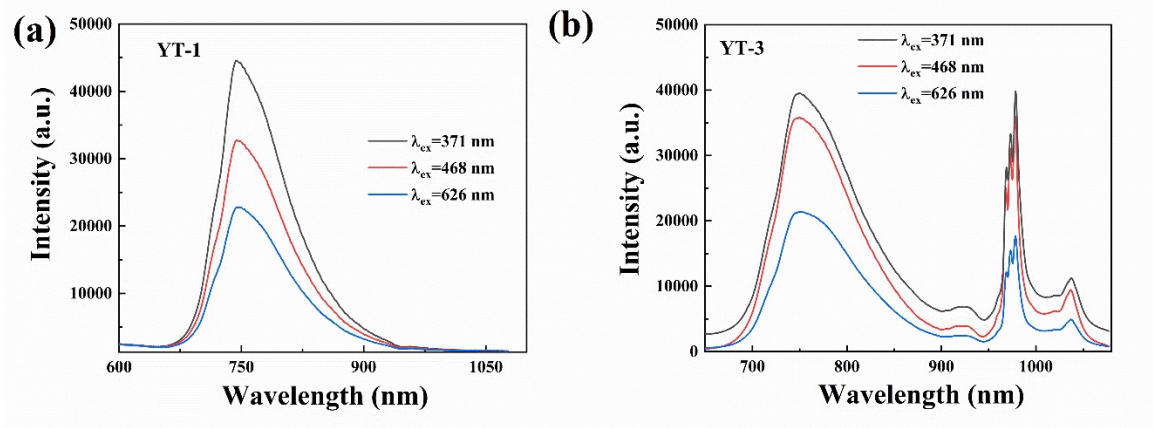 (a)
YT-1
λex=371 nm
λex=468 nm
λex=626 nm
50000
40000
30000
20000
10000
Intensity (a.u.)
600
750
900
1050
Wavelength (nm)
(b)
YT-3
λex=371 nm
λex=468 nm
λex=626 nm
50000
40000
30000
20000
10000
0
Intensity (a.u.)
700
800
900
1000
Wavelength (nm)